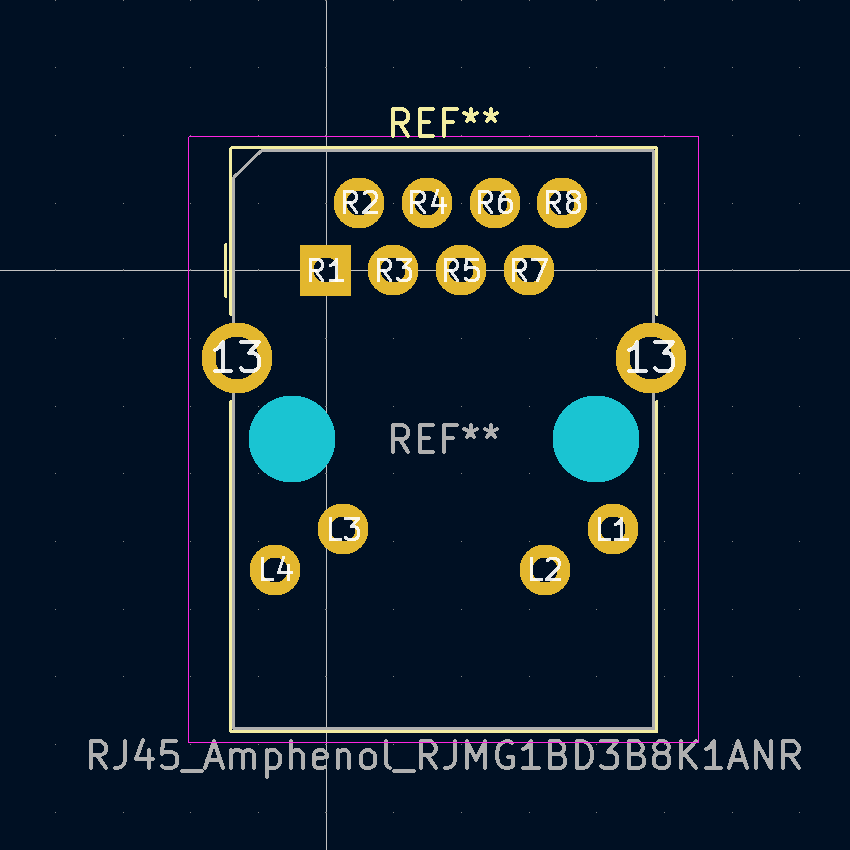 REF**
R2 R4 R6 R8
R1 R3 R5 R7
13 13
REF**
L3 L1
L4 L2
RJ45_Amphenol_RJMG1BD3B8K1ANR